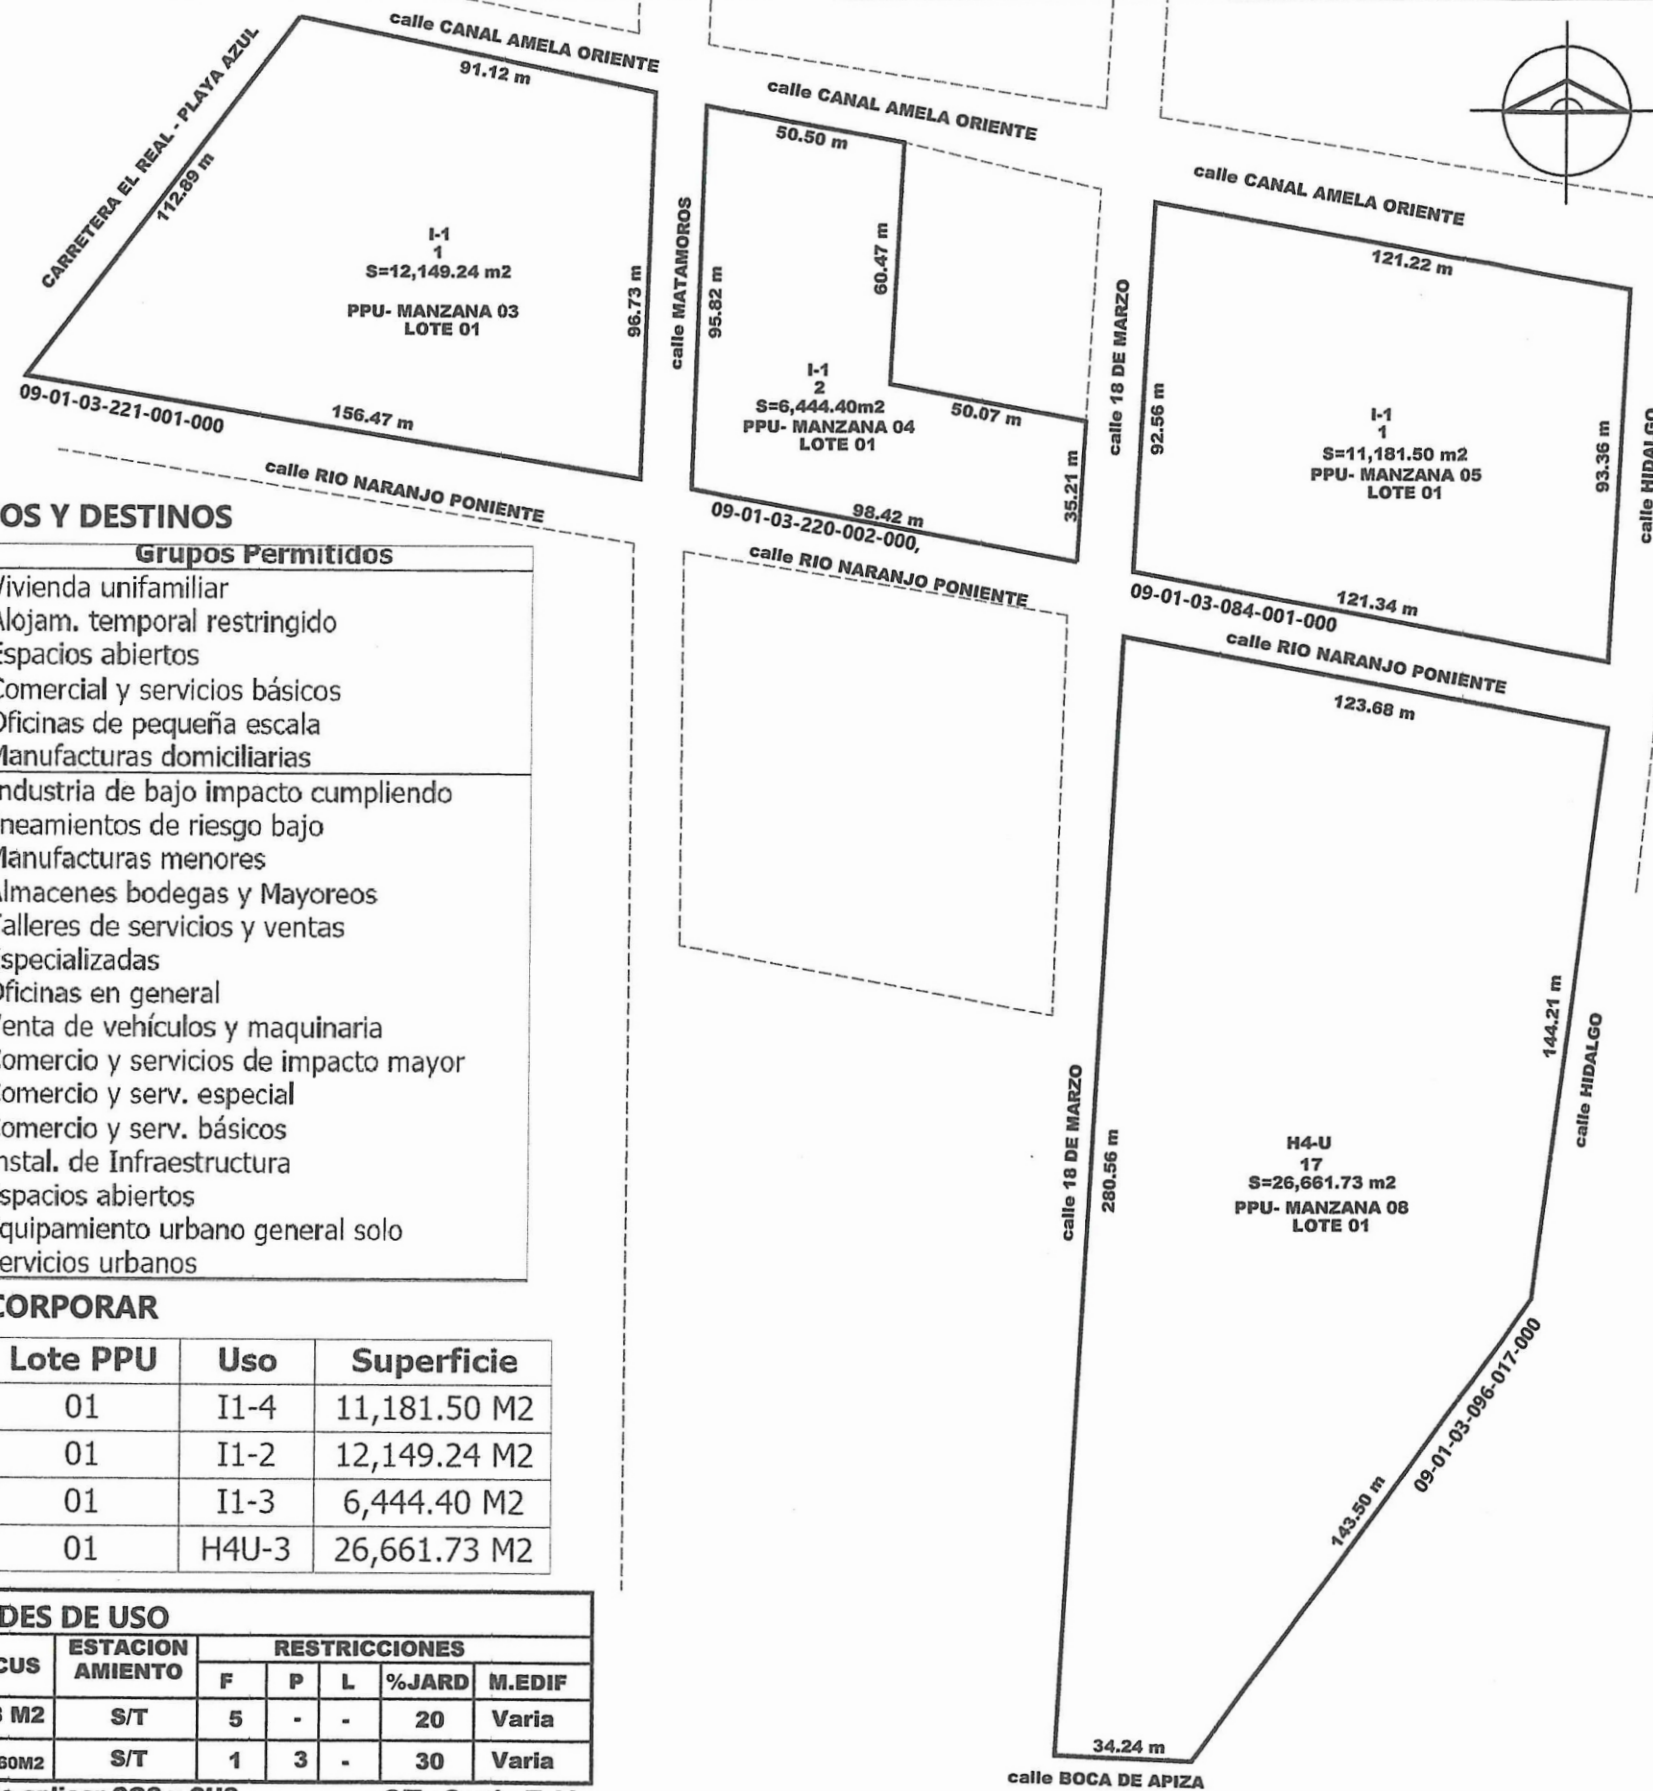 calle CANAL AMELA ORIENTE
91.12 m
CARRETERA EL REAL - PLAYA AZUL
112.89 m
I-1
1
S=12,149.24 m2
PPU- MANZANA 03
LOTE 01
96.73 m
09-01-03-221-001-000
156.47 m
calle RIO NARANJO PONIENTE
calle MATAMOROS
calle CANAL AMELA ORIENTE
50.50 m
95.82 m
60.47 m
I-1
2
S=6,444.40m2
PPU- MANZANA 04
LOTE 01
50.07 m
35.21 m
98.42 m
09-01-03-220-002-000,
calle RIO NARANJO PONIENTE
calle 18 DE MARZO
calle CANAL AMELA ORIENTE
121.22 m
92.56 m
I-1
1
S=11,181.50 m2
PPU- MANZANA 05
LOTE 01
93.36 m
calle HIDALGO
121.34 m
09-01-03-084-001-000
calle RIO NARANJO PONIENTE
123.68 m
calle 18 DE MARZO
280.56 m
H4-U
17
S=26,661.73 m2
PPU- MANZANA 08
LOTE 01
144.21 m
calle HIDALGO
09-01-03-096-017-000
143.50 m
34.24 m
calle BOCA DE APIZA
OS Y DESTINOS
Grupos Permitidos
Vivienda unifamiliar
Alojam. temporal restringido
Espacios abiertos
Comercial y servicios básicos
Oficinas de pequeña escala
Manufacturas domiciliarias
ndustria de bajo impacto cumpliendo
neamientos de riesgo bajo
Manufacturas menores
Almacenes bodegas y Mayoreos
Talleres de servicios y ventas
specializadas
Oficinas en general
Venta de vehículos y maquinaria
omercio y servicios de impacto mayor
omercio y serv. especial
omercio y serv. básicos
nstal. de Infraestructura
spacios abiertos
quipamiento urbano general solo
ervicios urbanos
CORPORAR
Lote PPU Uso Superficie
01 I1-4 11,181.50 M2
01 I1-2 12,149.24 M2
01 I1-3 6,444.40 M2
01 H4U-3 26,661.73 M2
DES DE USO
CUS ESTACION AMIENTO RESTRICCIONES
F P L %JARD M.EDIF
M2 S/T 5 - - 20 Varia
60M2 S/T 1 3 - 30 Varia